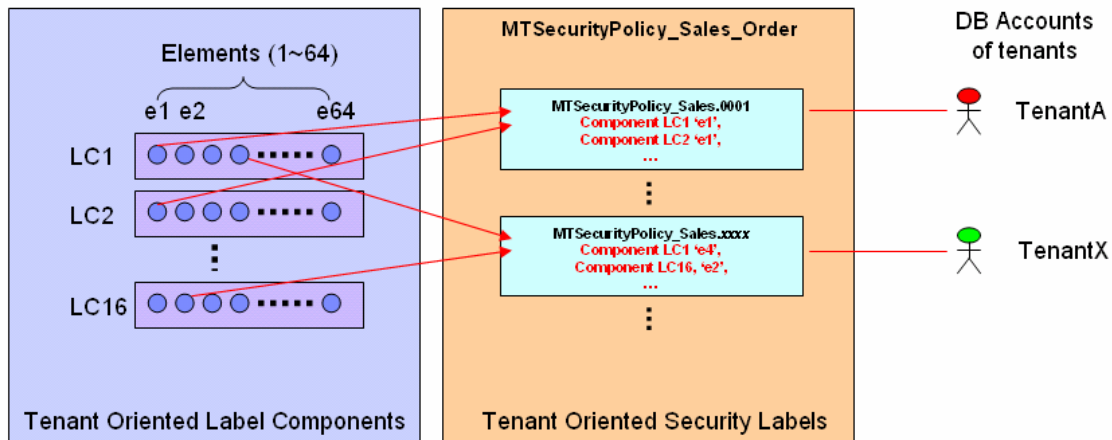 Elements (1~64)
e1 e2 e64
LC1
LC2
LC16
Tenant Oriented Label Components
MTSecurityPolicy_Sales_Order
MTSecurityPolicy_Sales.0001
Component LC1 ‘e1’,
Component LC2 ‘e1’,
...
MTSecurityPolicy_Sales.xxxx
Component LC1 ‘e4’,
Component LC16, ‘e2’,
...
Tenant Oriented Security Labels
DB Accounts
of tenants
TenantA
TenantX